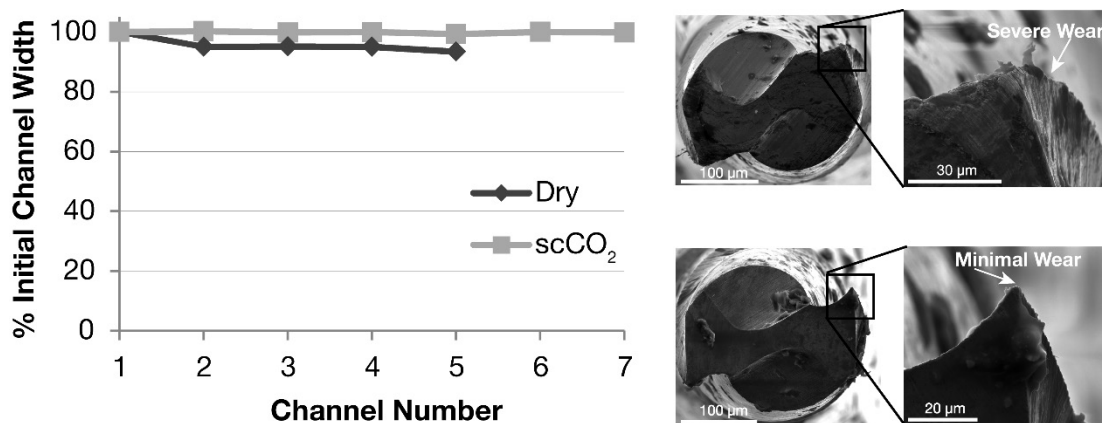 % Initial Channel Width
100
80
60
40
20
0
Dry
scCO₂
1 2 3 4 5 6 7
Channel Number
100 µm
Severe Wear
30 µm
100 µm
Minimal Wear
20 µm